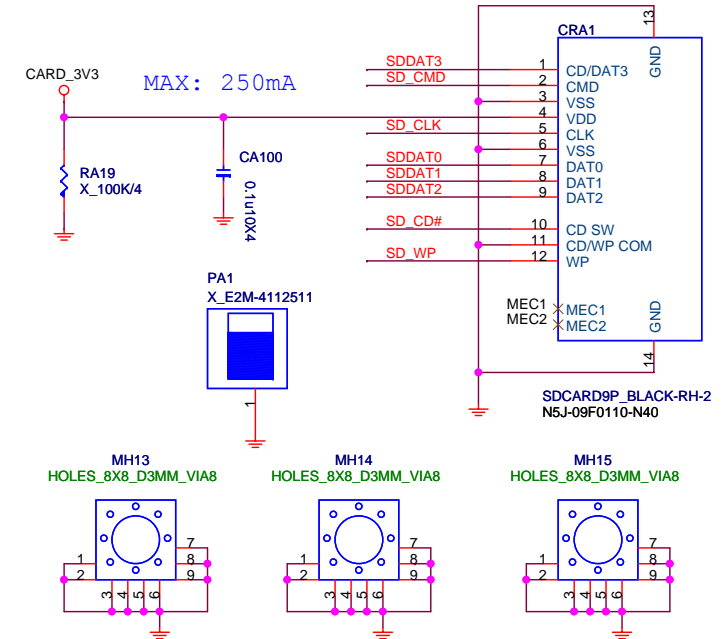 13
CRA1
GND
CARD_3V3
MAX: 250mA
SDDAT3
1
CD/DAT3
SD_CMD
2
CMD
3
VSS
4
VDD
SD_CLK
5
CLK
6
VSS
SDDAT0
7
DAT0
SDDAT1
8
DAT1
SDDAT2
9
DAT2
SD_CD#
10
CD SW
11
CD/WP COM
SD_WP
12
WP
RA19
X_100K/4
CA100
0.1u10X4
PA1
X_E2M-4112511
1
MEC1
MEC1
MEC2
MEC2
GND
14
SDCARD9P_BLACK-RH-2
N5J-09F0110-N40
MH13
HOLES_8X8_D3MM_VIA8
1
2
3
4
5
6
7
8
9
MH14
HOLES_8X8_D3MM_VIA8
1
2
3
4
5
6
7
8
9
MH15
HOLES_8X8_D3MM_VIA8
1
2
3
4
5
6
7
8
9